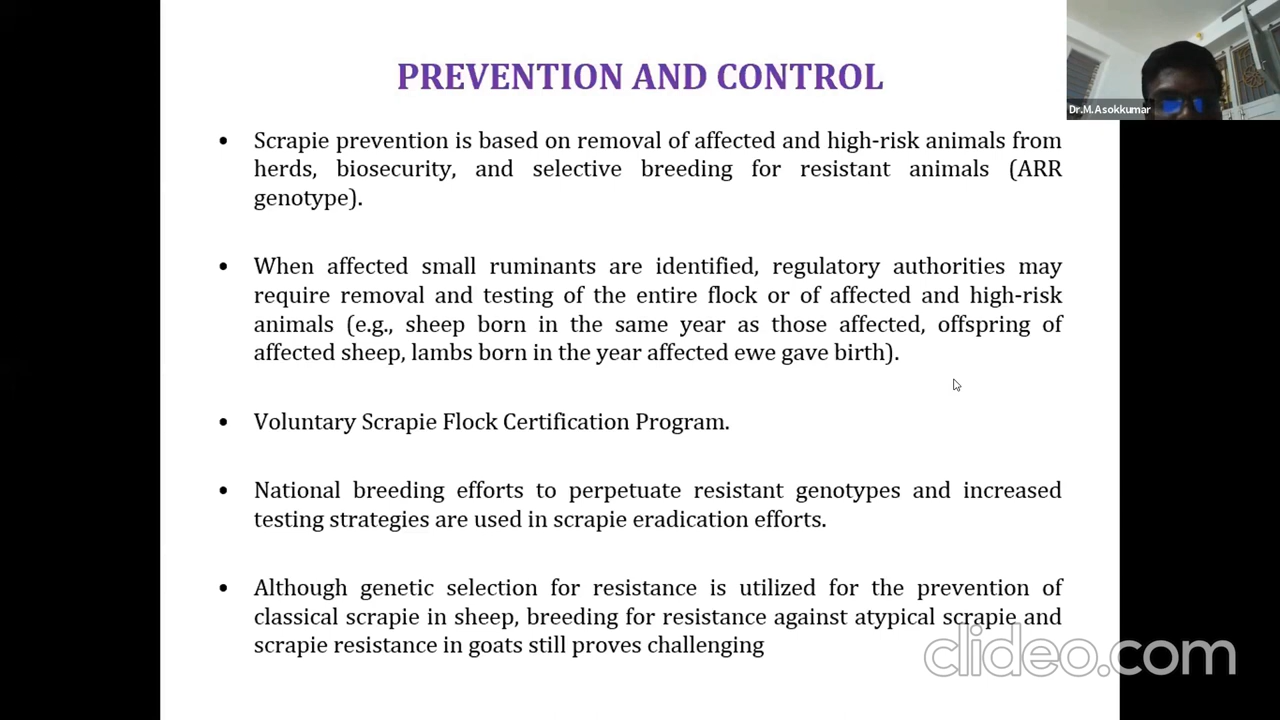 PREVENTION AND CONTROL
Dr.M.Asokkumar
• Scrapie prevention is based on removal of affected and high-risk animals from
herds, biosecurity, and selective breeding for resistant animals (ARR
genotype).
• When affected small ruminants are identified, regulatory authorities may
require removal and testing of the entire flock or of affected and high-risk
animals (e.g., sheep born in the same year as those affected, offspring of
affected sheep, lambs born in the year affected ewe gave birth).
• Voluntary Scrapie Flock Certification Program.
• National breeding efforts to perpetuate resistant genotypes and increased
testing strategies are used in scrapie eradication efforts.
• Although genetic selection for resistance is utilized for the prevention of
classical scrapie in sheep, breeding for resistance against atypical scrapie and
scrapie resistance in goats still proves challenging
clideo.com